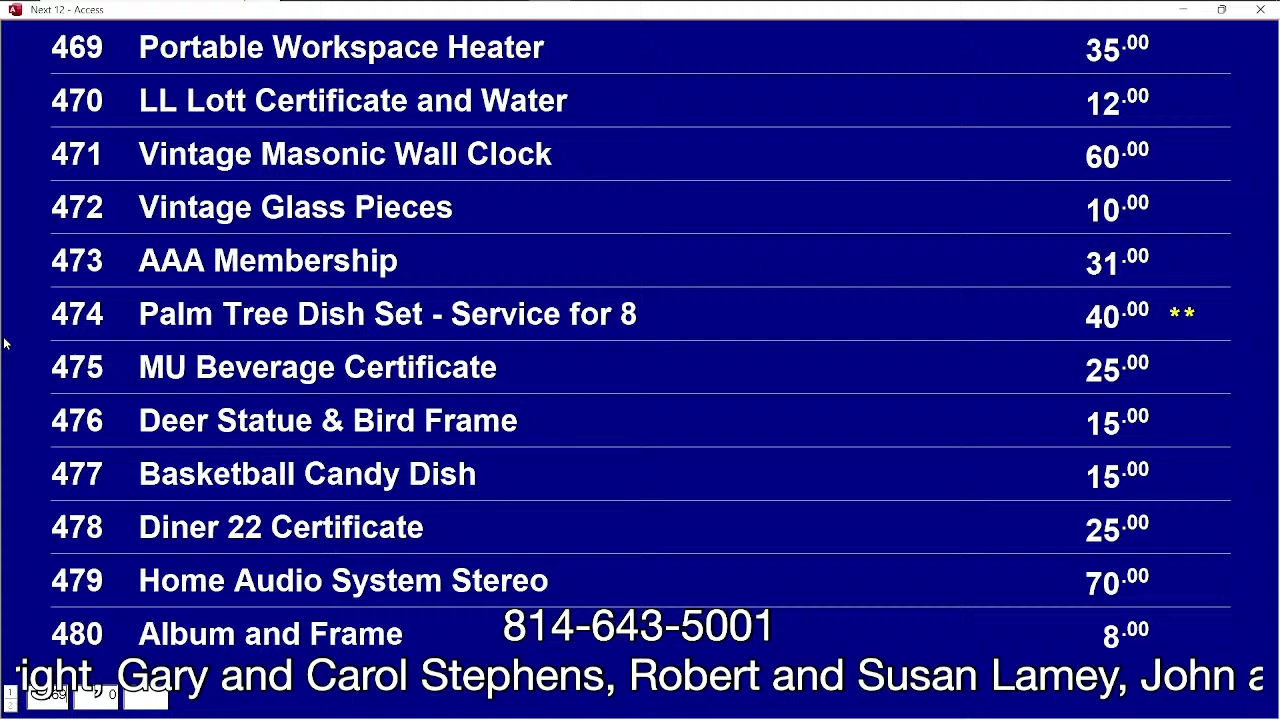 Next 12 - Access
469 Portable Workspace Heater 35.00
470 LL Lott Certificate and Water 12.00
471 Vintage Masonic Wall Clock 60.00
472 Vintage Glass Pieces 10.00
473 AAA Membership 31.00
474 Palm Tree Dish Set - Service for 8 40.00 **
475 MU Beverage Certificate 25.00
476 Deer Statue & Bird Frame 15.00
477 Basketball Candy Dish 15.00
478 Diner 22 Certificate 25.00
479 Home Audio System Stereo 70.00
480 Album and Frame 8.00
814-643-5001
right, Gary and Carol Stephens, Robert and Susan Lamey, John a
1 0
2